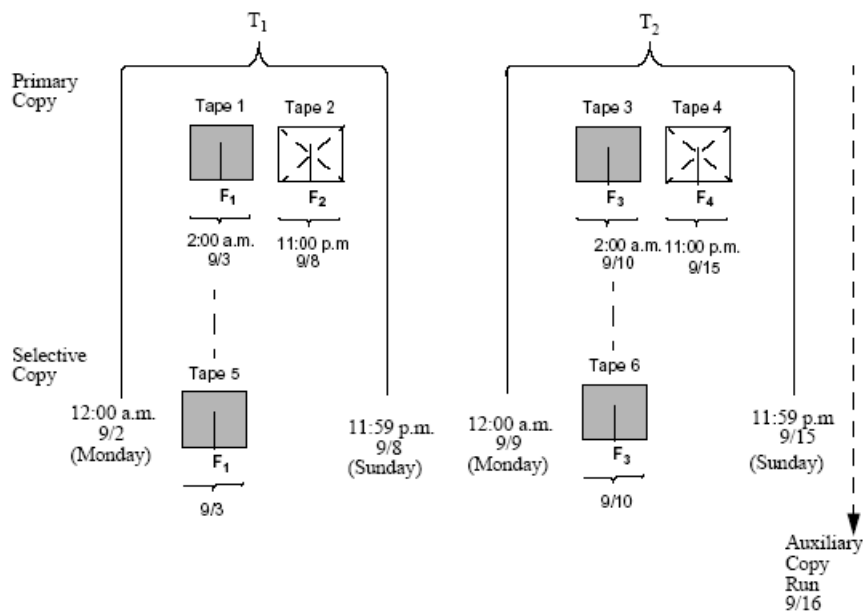 T1
T2
Primary
Copy
Tape 1
Tape 2
Tape 3
Tape 4
F1
F2
F3
F4
2:00 a.m.
9/3
11:00 p.m
9/8
2:00 a.m.
9/10
11:00 p.m.
9/15
Selective
Copy
Tape 5
Tape 6
12:00 a.m.
9/2
(Monday)
F1
9/3
11:59 p.m.
9/8
(Sunday)
12:00 a.m.
9/9
(Monday)
F3
9/10
11:59 p.m
9/15
(Sunday)
Auxiliary
Copy
Run
9/16